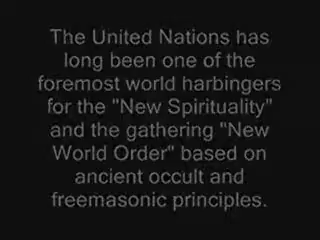 The United Nations has
long been one of the
foremost world harbingers
for the "New Spirituality"
and the gathering "New
World Order" based on
ancient occult and
freemasonic principles.